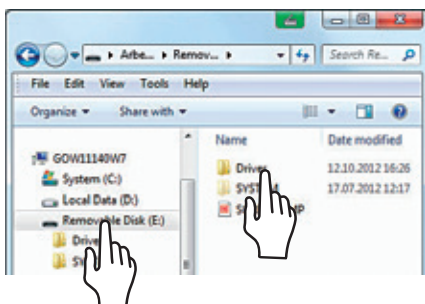 Arbe... Remov... Search Re...
File Edit View Tools Help
Organize Share with
Name Date modified
GOW11140W7
System (C:)
Local Data (D:)
Removable Disk (E:)
Driver 12.10.2012 16:26
17.07.2012 12:17